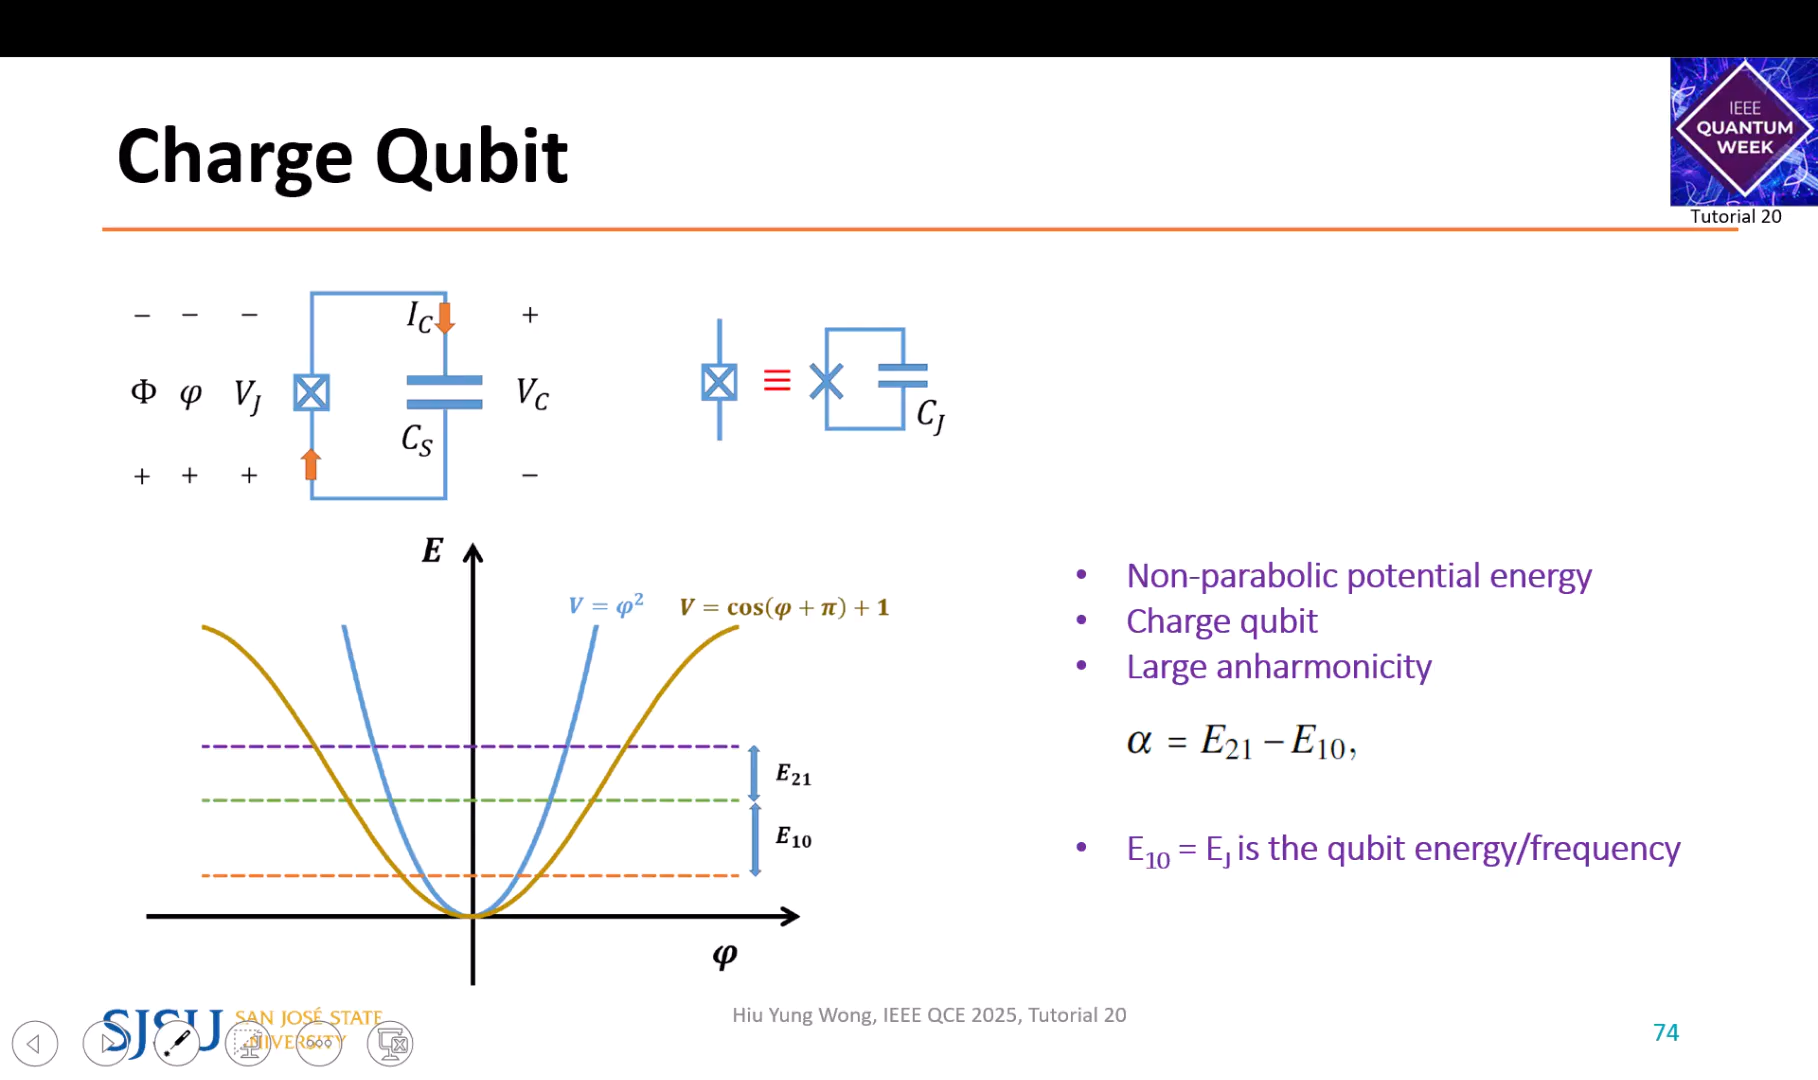 IEEE
QUANTUM
WEEK
Tutorial 20
Charge Qubit
− − − I_C +
Φ φ V_J V_C
C_S
+ + + −
≡
C_J
E
V = φ²
V = cos(φ + π) + 1
E₂₁
E₁₀
φ
• Non-parabolic potential energy
• Charge qubit
• Large anharmonicity
α = E₂₁ − E₁₀,
• E₁₀ = E_J is the qubit energy/frequency
SJSU
SAN JOSÉ STATE
UNIVERSITY
Hiu Yung Wong, IEEE QCE 2025, Tutorial 20
74